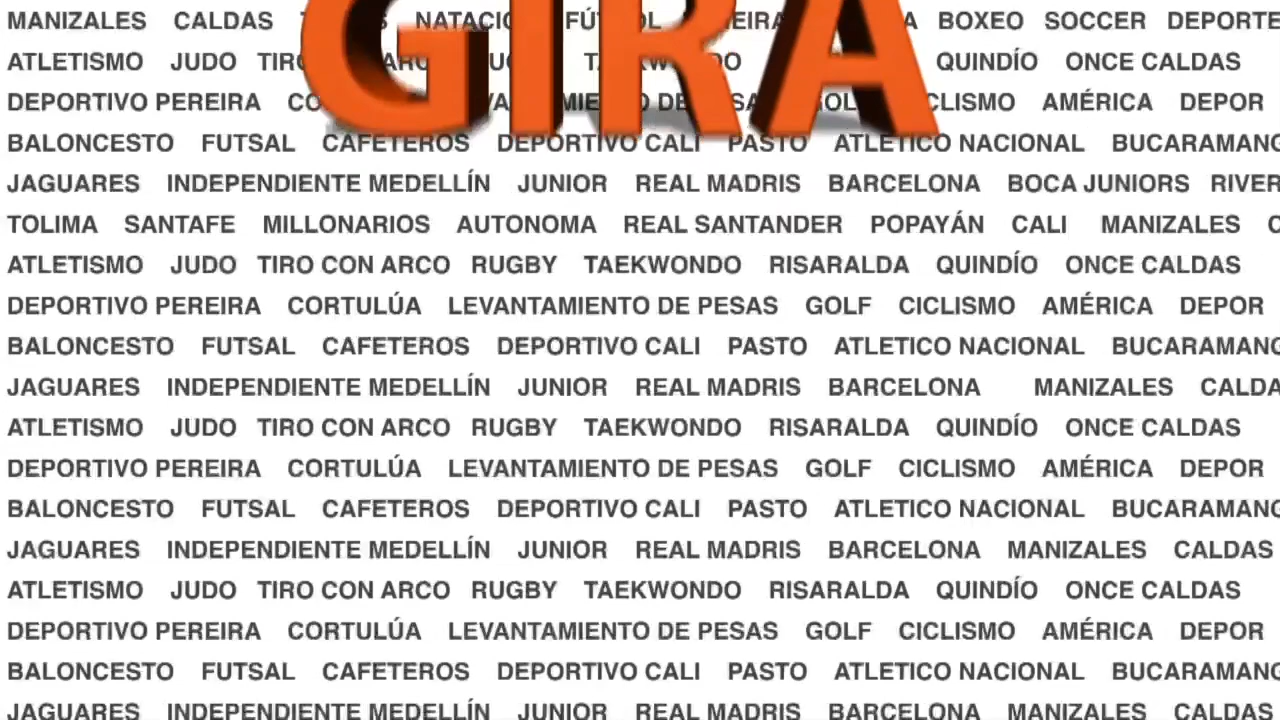 GIRA
MANIZALES CALDAS BOXEO SOCCER DEPORTE
ATLETISMO JUDO QUINDÍO ONCE CALDAS
DEPORTIVO PEREIRA AMÉRICA DEPOR
BALONCESTO FUTSAL CAFETEROS DEPORTIVO CALI PASTO ATLETICO NACIONAL BUCARAMANG
JAGUARES INDEPENDIENTE MEDELLÍN JUNIOR REAL MADRIS BARCELONA BOCA JUNIORS RIVER
TOLIMA SANTAFE MILLONARIOS AUTONOMA REAL SANTANDER POPAYÁN CALI MANIZALES C
ATLETISMO JUDO TIRO CON ARCO RUGBY TAEKWONDO RISARALDA QUINDÍO ONCE CALDAS
DEPORTIVO PEREIRA CORTULÚA LEVANTAMIENTO DE PESAS GOLF CICLISMO AMÉRICA DEPOR
BALONCESTO FUTSAL CAFETEROS DEPORTIVO CALI PASTO ATLETICO NACIONAL BUCARAMANG
JAGUARES INDEPENDIENTE MEDELLÍN JUNIOR REAL MADRIS BARCELONA MANIZALES CALDA
ATLETISMO JUDO TIRO CON ARCO RUGBY TAEKWONDO RISARALDA QUINDÍO ONCE CALDAS
DEPORTIVO PEREIRA CORTULÚA LEVANTAMIENTO DE PESAS GOLF CICLISMO AMÉRICA DEPOR
BALONCESTO FUTSAL CAFETEROS DEPORTIVO CALI PASTO ATLETICO NACIONAL BUCARAMANG
JAGUARES INDEPENDIENTE MEDELLÍN JUNIOR REAL MADRIS BARCELONA MANIZALES CALDAS
ATLETISMO JUDO TIRO CON ARCO RUGBY TAEKWONDO RISARALDA QUINDÍO ONCE CALDAS
DEPORTIVO PEREIRA CORTULÚA LEVANTAMIENTO DE PESAS GOLF CICLISMO AMÉRICA DEPOR
BALONCESTO FUTSAL CAFETEROS DEPORTIVO CALI PASTO ATLETICO NACIONAL BUCARAMANG
JAGUARES INDEPENDIENTE MEDELLÍN JUNIOR REAL MADRIS BARCELONA MANIZALES CALDAS